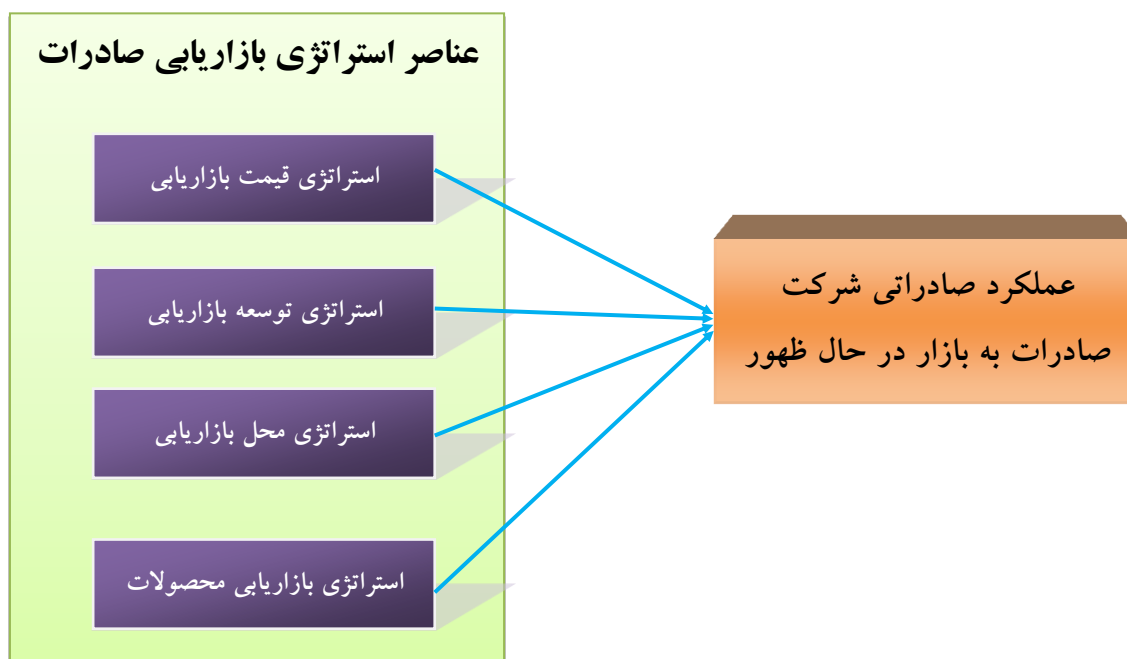 عناصر استراتژی بازاریابی صادرات
استراتژی قیمت بازاریابی
استراتژی توسعه بازاریابی
استراتژی محل بازاریابی
استراتژی بازاریابی محصولات
عملکرد صادراتی شرکت
صادرات به بازار در حال ظهور